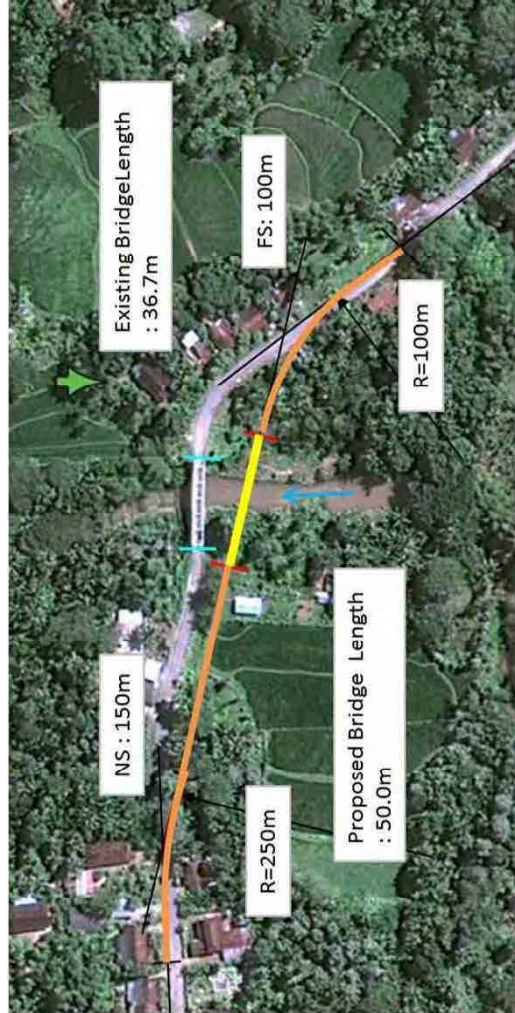 Existing BridgeLength
: 36.7m
FS: 100m
R=100m
NS : 150m
R=250m
Proposed Bridge Length
: 50.0m